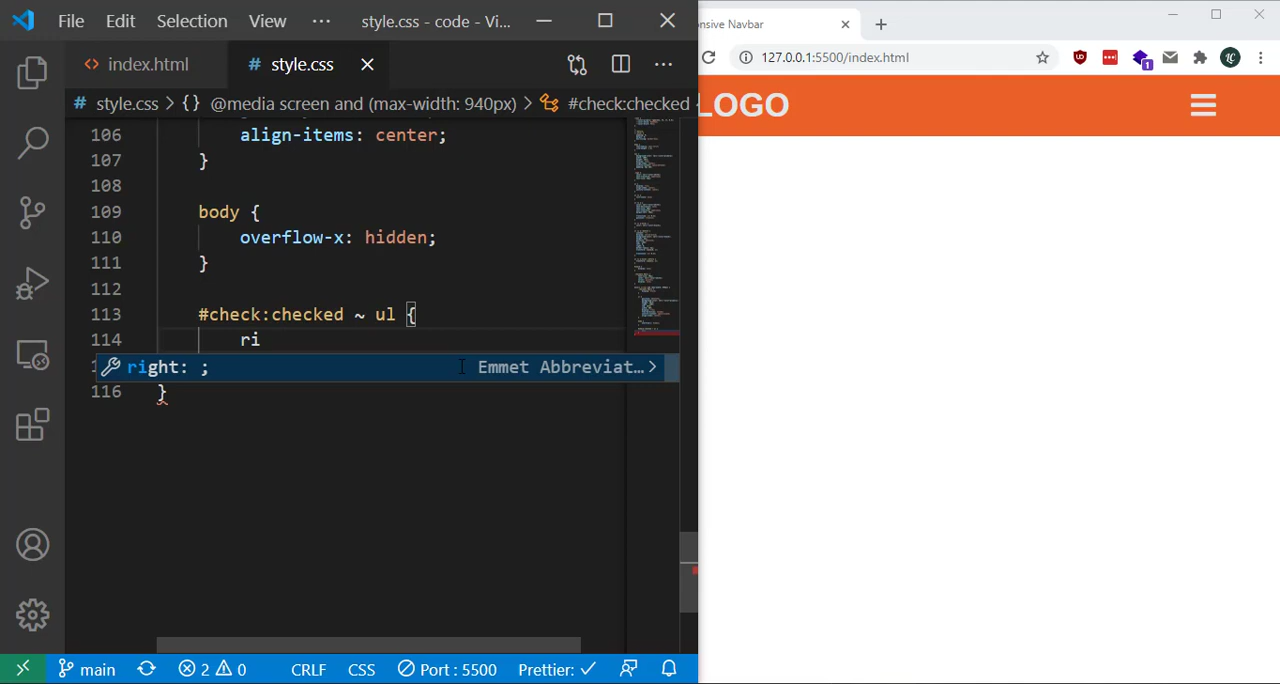 File Edit Selection View ··· style.css - code - Vi...
index.html
# style.css
# style.css > {} @media screen and (max-width: 940px) > #check:checked
106 align-items: center;
107 }
108
109 body {
110 overflow-x: hidden;
111 }
112
113 #check:checked ~ ul {
114 ri
right: ; Emmet Abbreviat... >
116 }
main 2 0 CRLF CSS Port : 5500 Prettier: ✓
nsive Navbar
127.0.0.1:5500/index.html
1
LC
LOGO